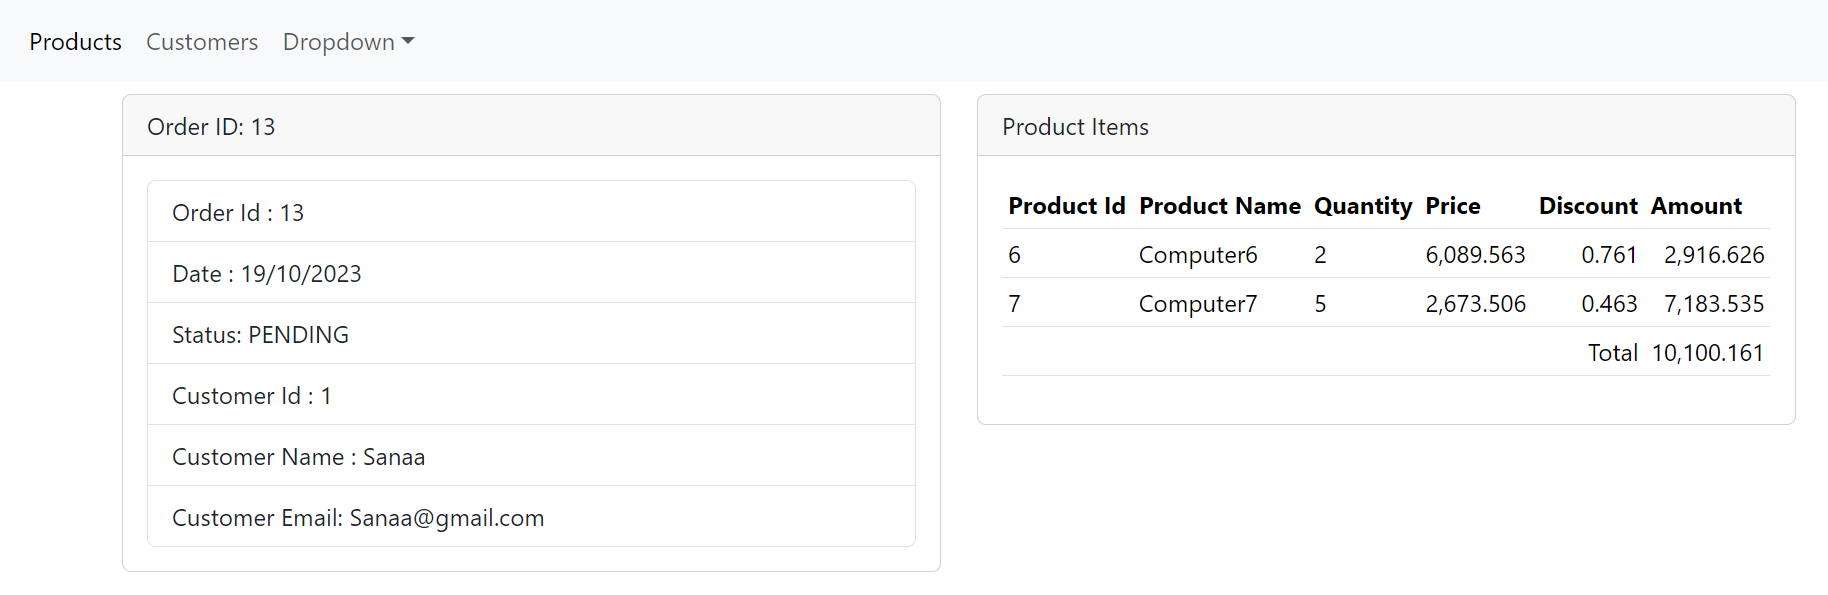 Products Customers Dropdown
Order ID: 13
Order Id : 13
Date : 19/10/2023
Status: PENDING
Customer Id : 1
Customer Name : Sanaa
Customer Email: Sanaa@gmail.com
Product Items
Product Id Product Name Quantity Price Discount Amount
6 Computer6 2 6,089.563 0.761 2,916.626
7 Computer7 5 2,673.506 0.463 7,183.535
Total 10,100.161